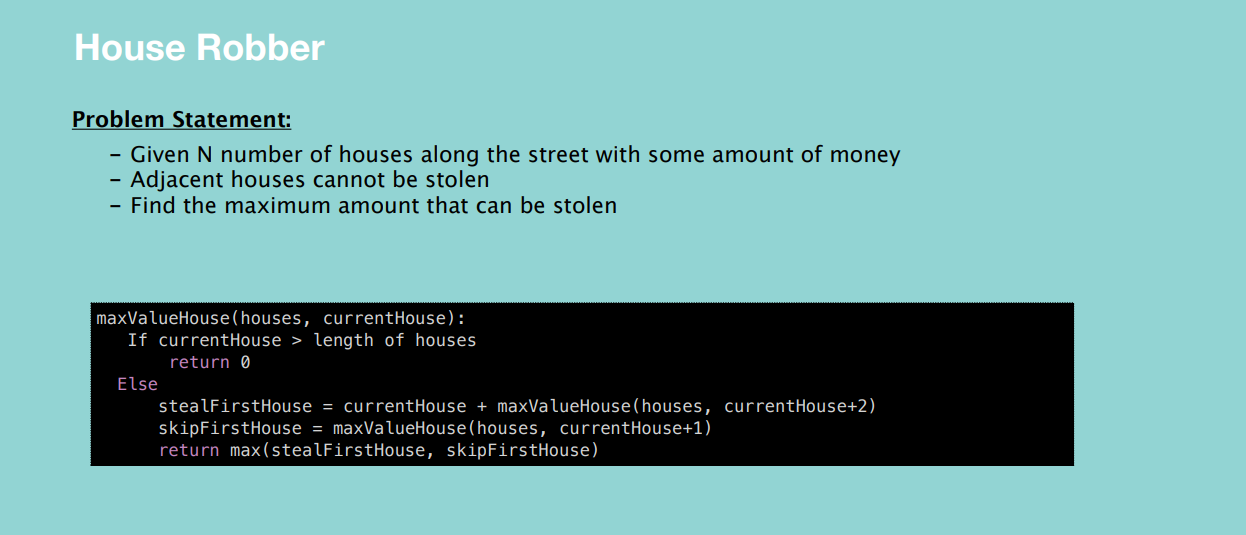 House Robber
Problem Statement:
– Given N number of houses along the street with some amount of money
– Adjacent houses cannot be stolen
– Find the maximum amount that can be stolen
maxValueHouse(houses, currentHouse):
If currentHouse > length of houses
return 0
Else
stealFirstHouse = currentHouse + maxValueHouse(houses, currentHouse+2)
skipFirstHouse = maxValueHouse(houses, currentHouse+1)
return max(stealFirstHouse, skipFirstHouse)